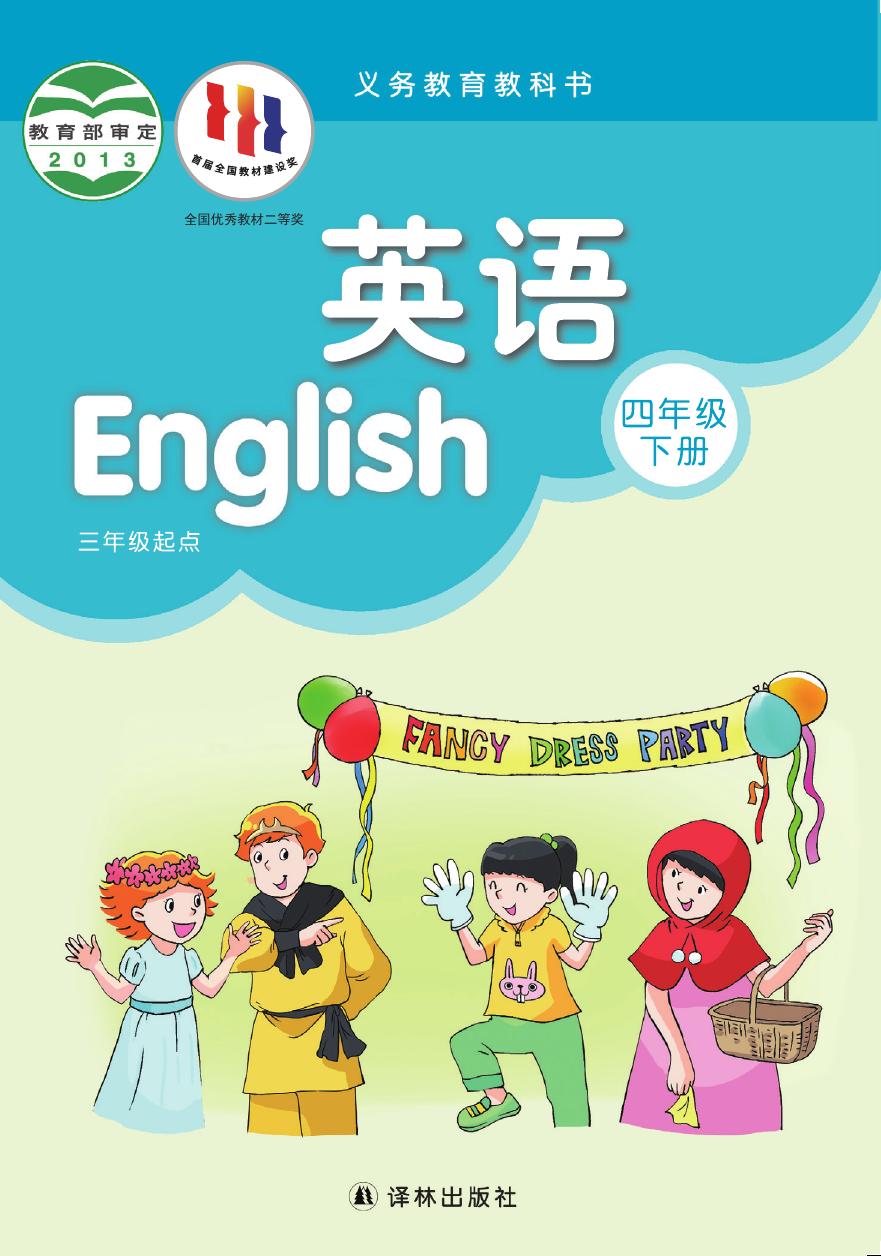 义务教育教科书
教育部审定
2013
首届全国教材建设奖
全国优秀教材二等奖
英语
English
四年级
下册
三年级起点
FANCY DRESS PARTY
译林出版社